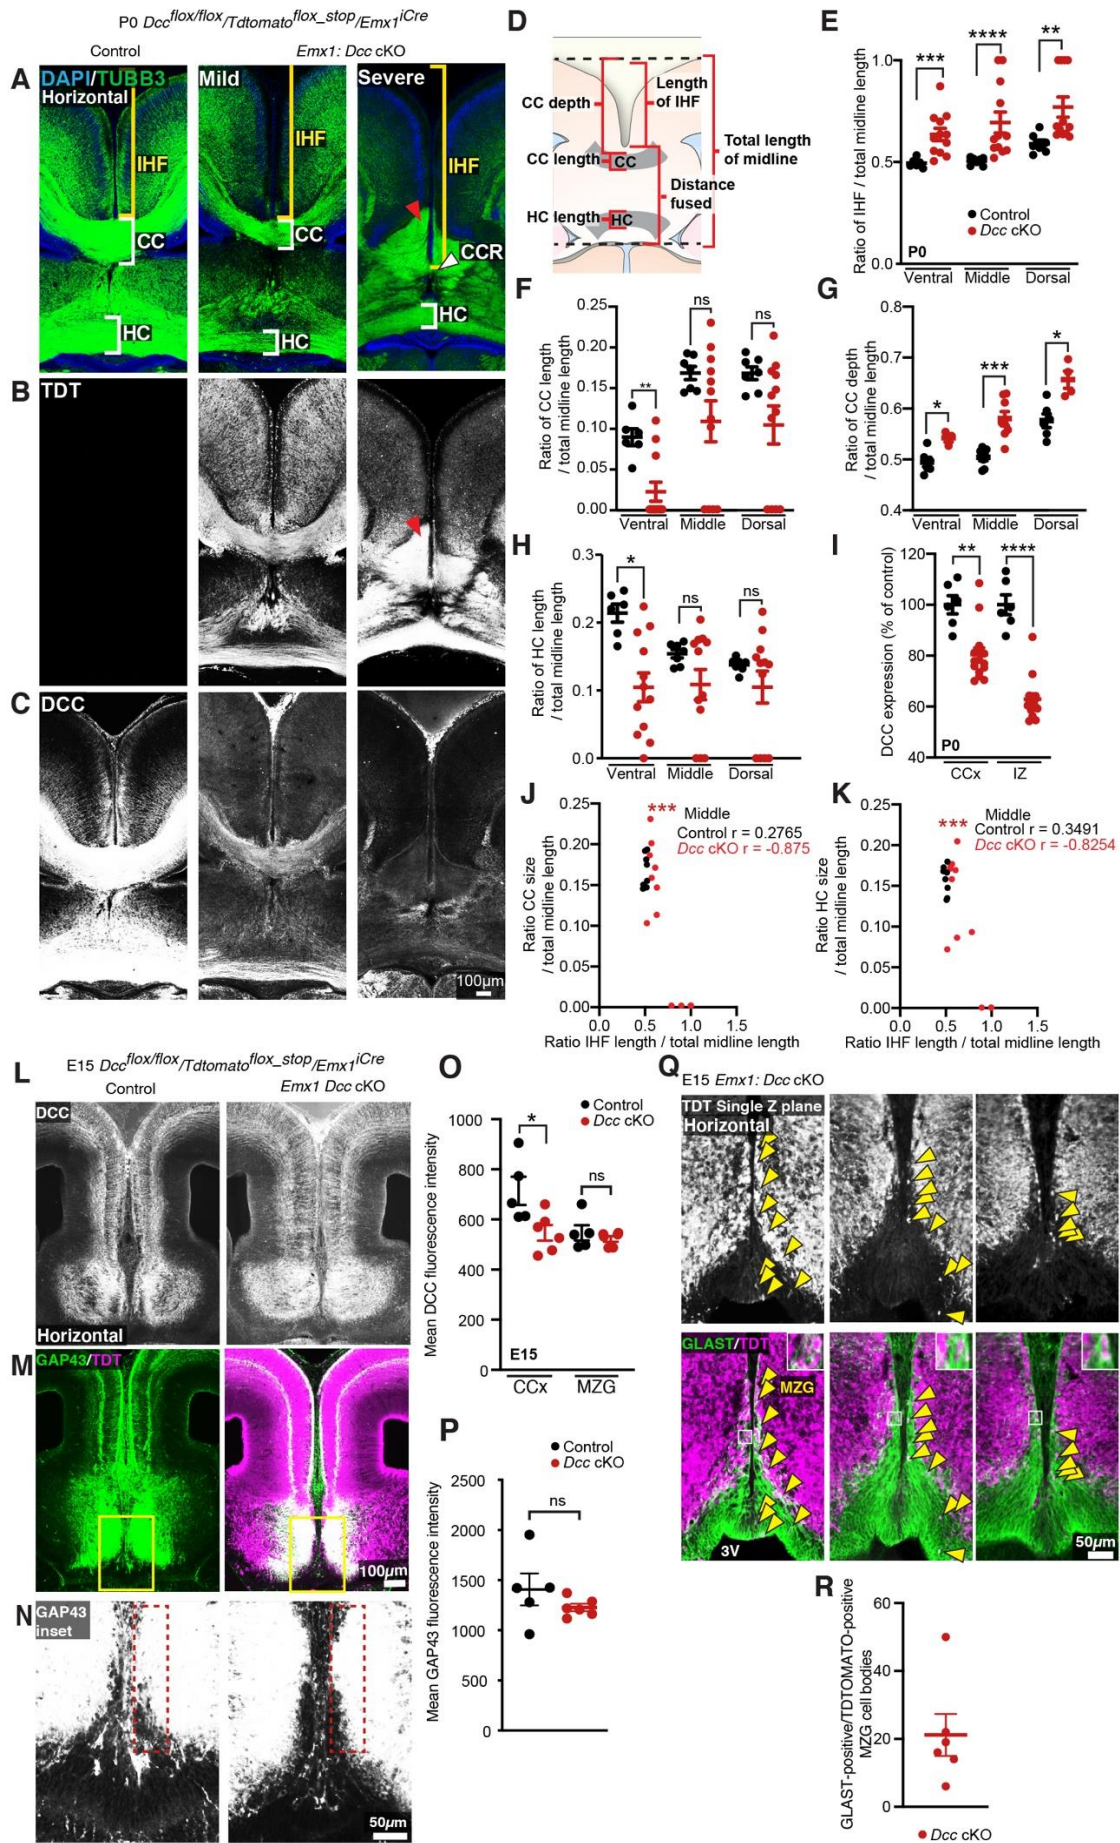 P0 Dcc flox/flox/Tdtomato flox_stop/Emx1 iCre
Control
Emx1: Dcc cKO
A
DAPI/TUBB3
Horizontal
IHF
CC
HC
Mild
IHF
CC
HC
Severe
IHF
CCR
HC
B
TDT
C
DCC
100µm
D
CC depth
Length
of IHF
CC length
CC
Total length
of midline
Distance
fused
HC length
HC
E
Ratio of IHF / total midline length
1.0
0.5
0.0
***
****
**
Control
Dcc cKO
P0
Ventral
Middle
Dorsal
F
Ratio of CC length
/ total midline length
0.25
0.20
0.15
0.10
0.05
0.00
**
ns
ns
Ventral
Middle
Dorsal
G
Ratio of CC depth
/ total midline length
0.8
0.7
0.6
0.5
0.4
*
***
*
Ventral
Middle
Dorsal
H
Ratio of HC length
/ total midline length
0.3
0.2
0.1
0.0
*
ns
ns
Ventral
Middle
Dorsal
I
DCC expression (% of control)
120
100
80
60
40
**
****
P0
CCx
IZ
J
Ratio CC size
/ total midline length
0.25
0.20
0.15
0.10
0.05
0.00
***
Middle
Control r = 0.2765
Dcc cKO r = -0.875
0.0 0.5 1.0 1.5
Ratio IHF length / total midline length
K
Ratio HC size
/ total midline length
0.25
0.20
0.15
0.10
0.05
0.00
***
Middle
Control r = 0.3491
Dcc cKO r = -0.8254
0.0 0.5 1.0 1.5
Ratio IHF length / total midline length
L
E15 Dcc flox/flox/Tdtomato flox_stop/Emx1 iCre
Control
Emx1 Dcc cKO
DCC
Horizontal
M
GAP43/TDT
100µm
N
GAP43
inset
50µm
O
Mean DCC fluorescence intensity
1000
800
600
400
200
0
Control
Dcc cKO
*
ns
E15
CCx
MZG
P
Mean GAP43 fluorescence intensity
2500
2000
1500
1000
500
0
Control
Dcc cKO
ns
Q
E15 Emx1: Dcc cKO
TDT Single Z plane
Horizontal
GLAST/TDT
MZG
3V
50µm
R
GLAST-positive/TDTOMATO-positive
MZG cell bodies
60
40
20
0
Dcc cKO